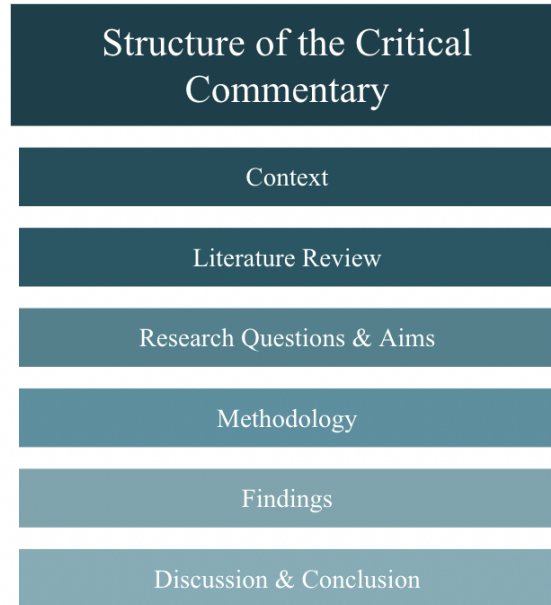 Structure of the Critical
Commentary
Context
Literature Review
Research Questions & Aims
Methodology
Findings
Discussion & Conclusion